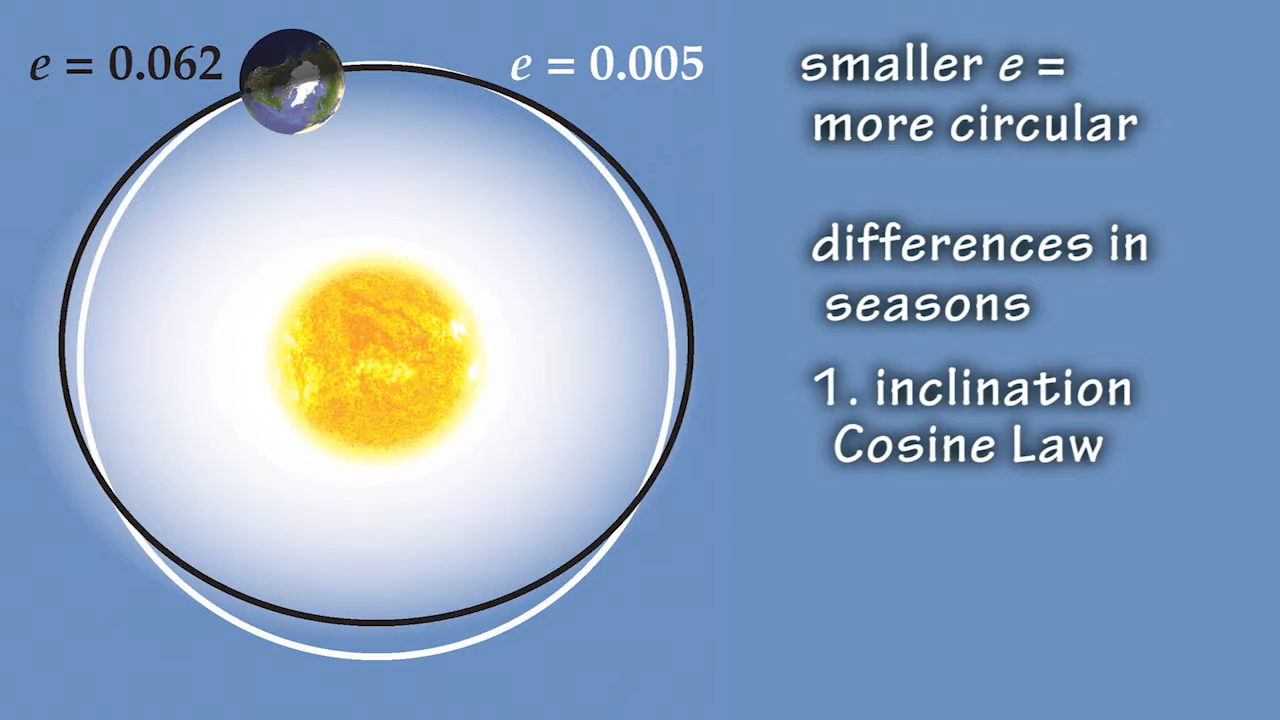 e = 0.062
e = 0.005
smaller e =
more circular
differences in
seasons
1. inclination
Cosine Law